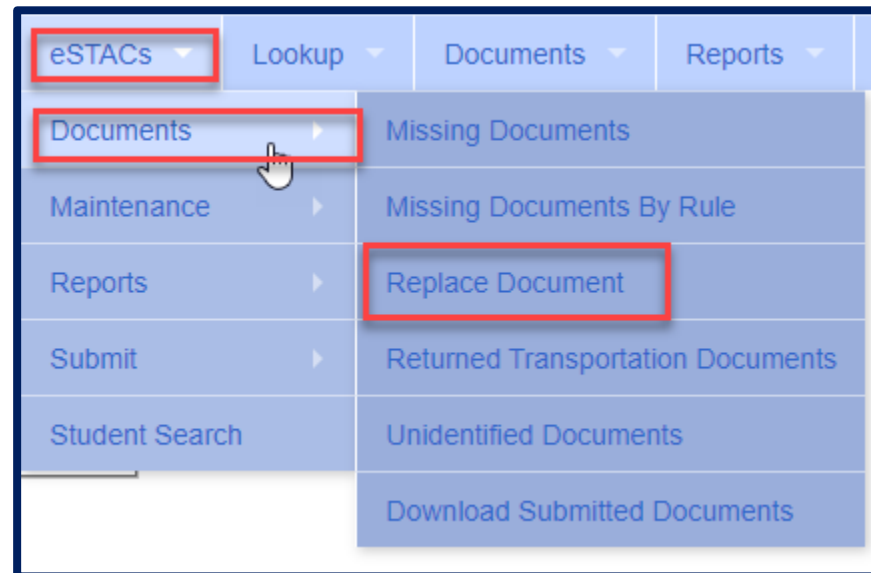 eSTACs Lookup Documents Reports
Documents
Maintenance
Reports
Submit
Student Search
Missing Documents
Missing Documents By Rule
Replace Document
Returned Transportation Documents
Unidentified Documents
Download Submitted Documents